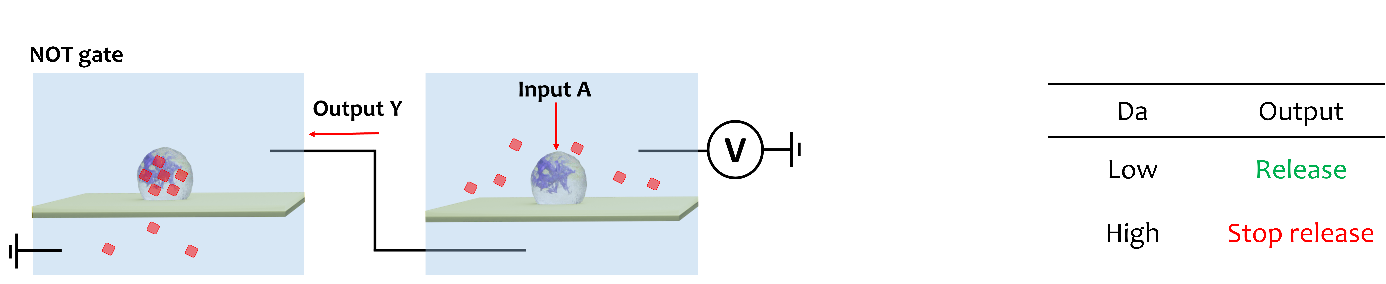 NOT gate
Output Y
Input A
V
Da Output
Low Release
High Stop release